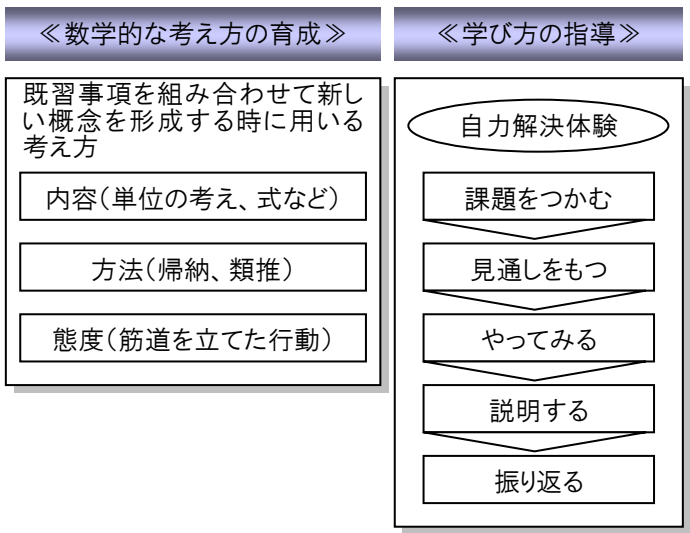 ≪数学的な考え方の育成≫
既習事項を組み合わせて新し
い概念を形成する時に用いる
考え方
内容(単位の考え、式など)
方法(帰納、類推)
態度(筋道を立てた行動)
≪学び方の指導≫
自力解決体験
課題をつかむ
見通しをもつ
やってみる
説明する
振り返る